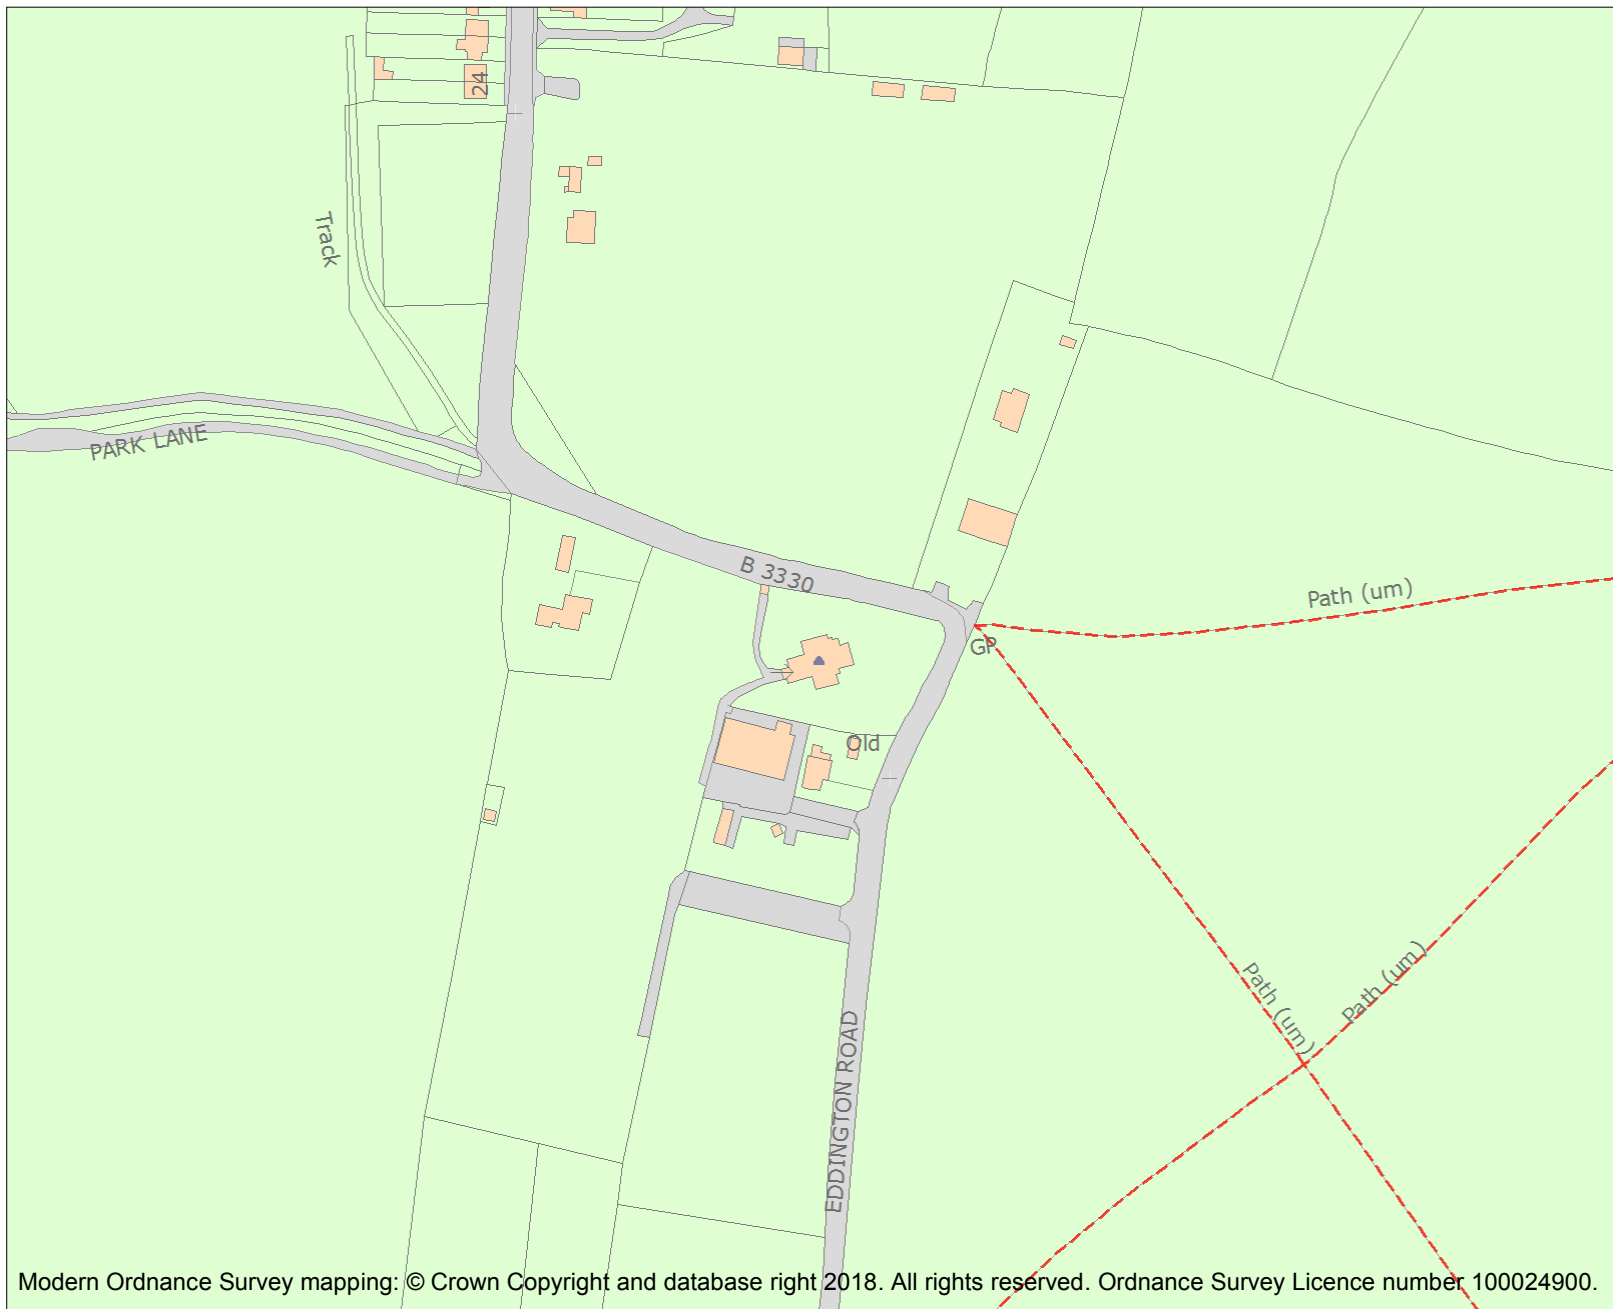 24
Track
PARK LANE
B 3330
Path (um)
GP
Old
Path (um)
Path (um)
EDDINGTON ROAD
Modern Ordnance Survey mapping: © Crown Copyright and database right 2018. All rights reserved. Ordnance Survey Licence number 100024900.